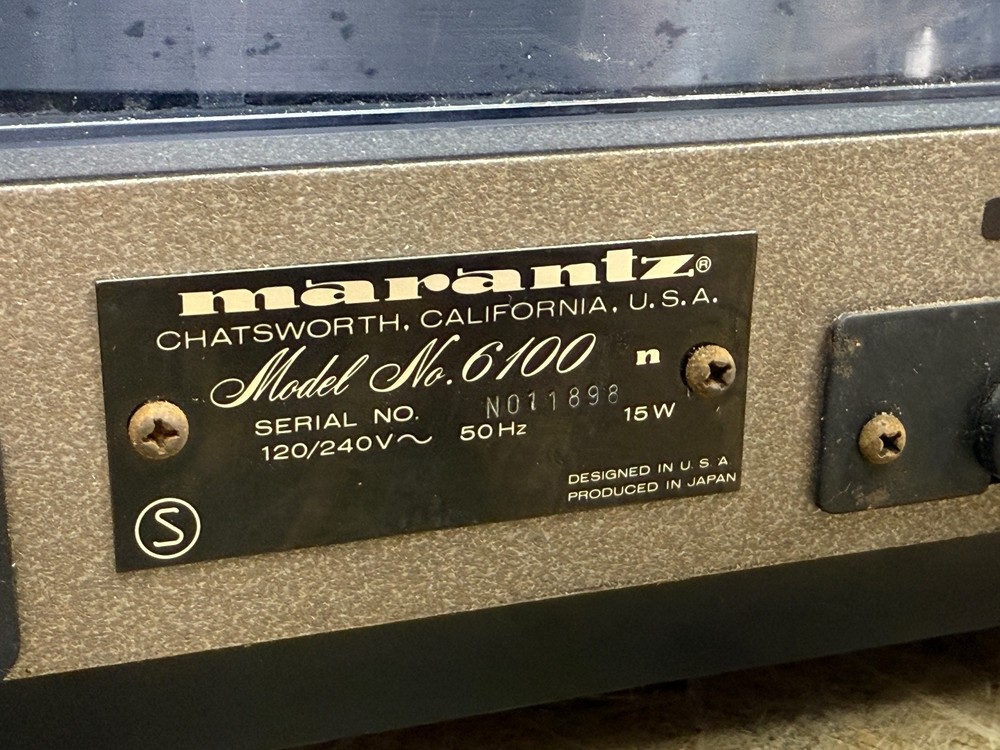 marantz®
CHATSWORTH, CALIFORNIA, U.S.A.
Model No. 6100 n
SERIAL NO. N011898
120/240V~ 50Hz 15W
DESIGNED IN U.S.A.
PRODUCED IN JAPAN
S